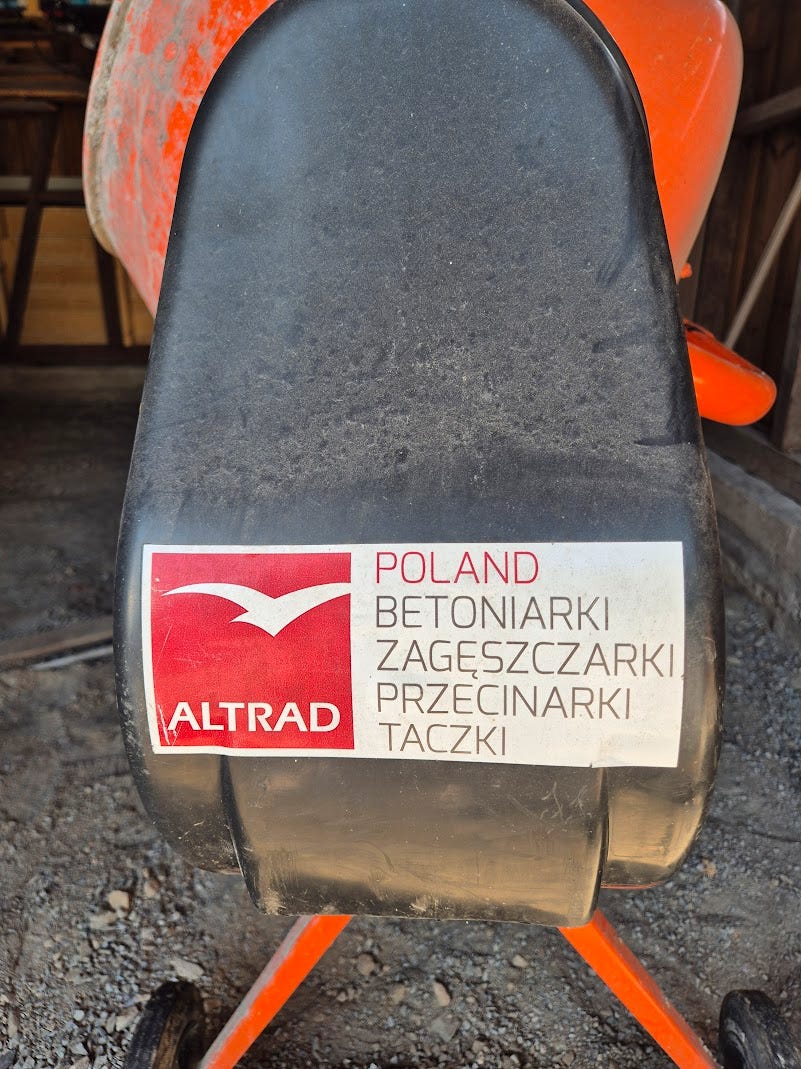 ALTRAD
POLAND
BETONIARKI
ZAGĘSZCZARKI
PRZECINARKI
TACZKI